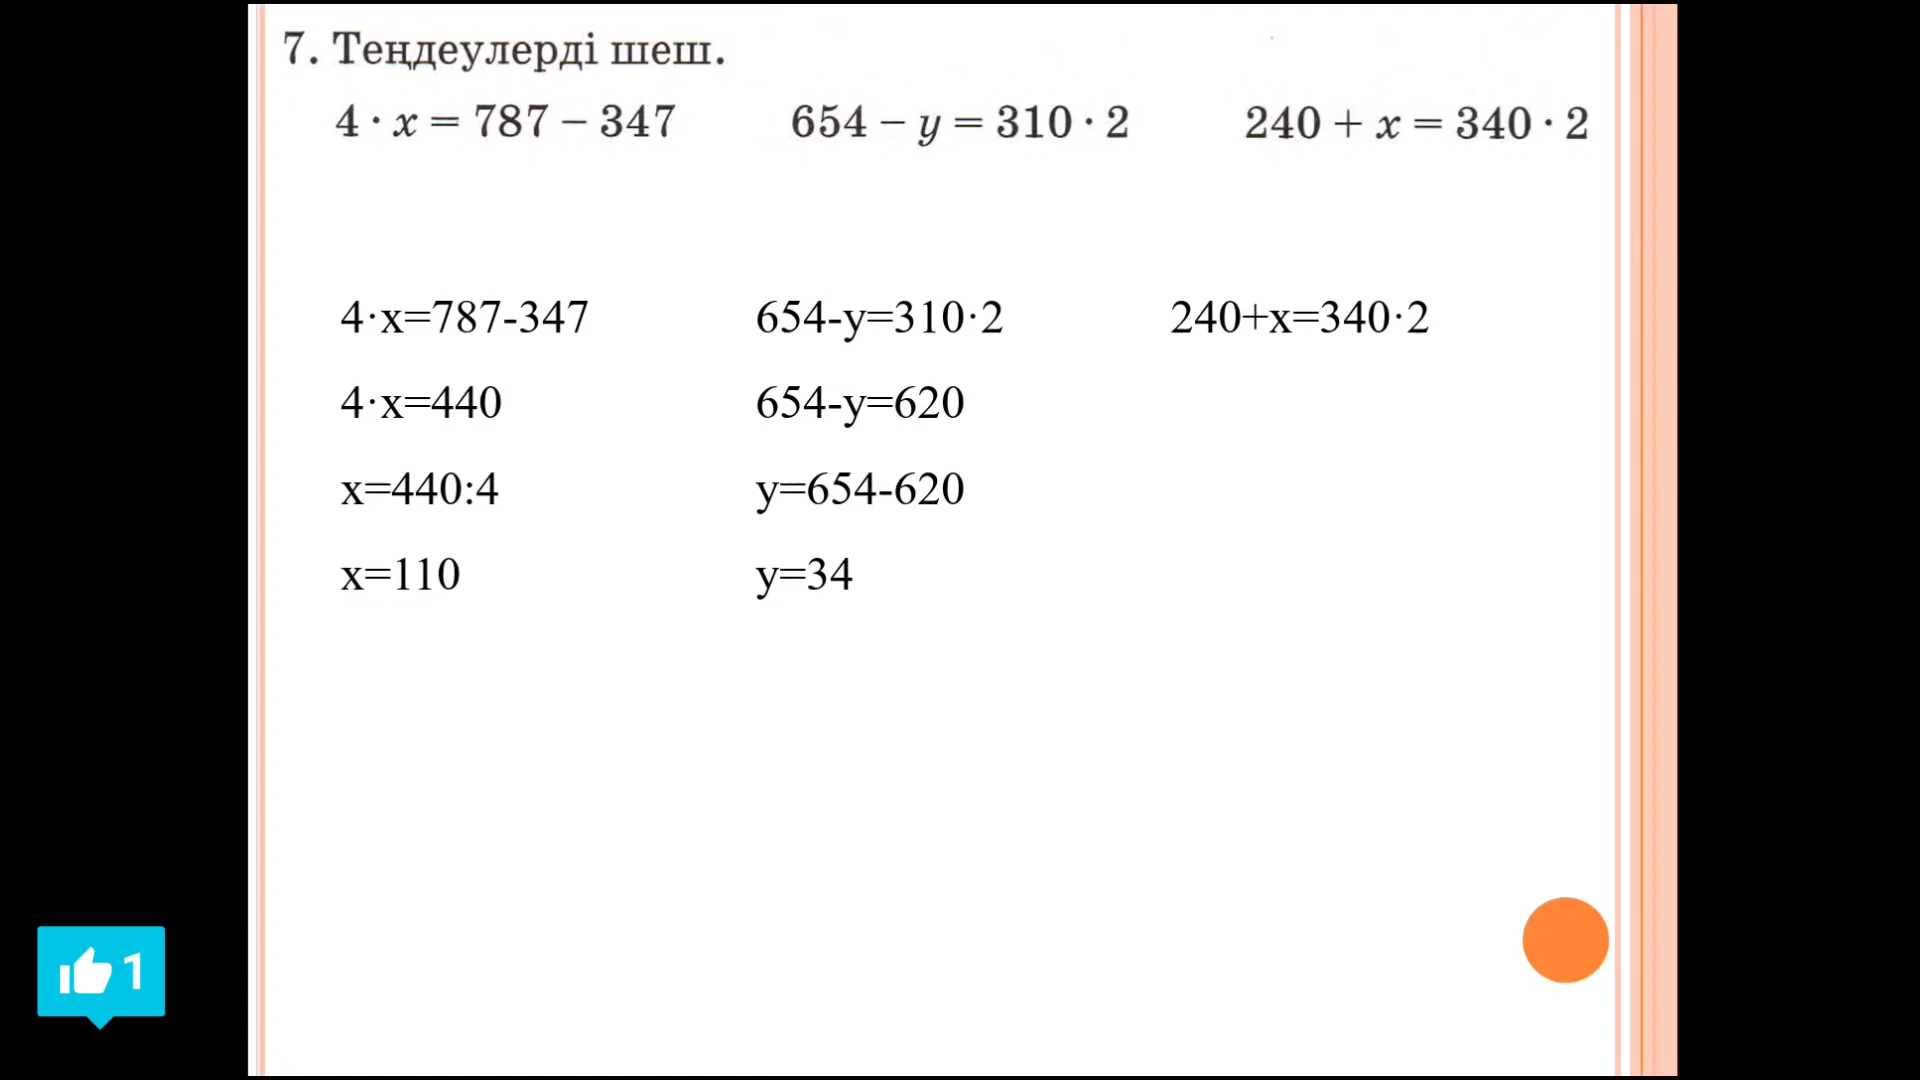 7. Теңдеулерді шеш.
4 · x = 787 – 347 654 – y = 310 · 2 240 + x = 340 · 2
4·x=787-347 654-y=310·2 240+x=340·2
4·x=440 654-y=620
x=440:4 y=654-620
x=110 y=34
1